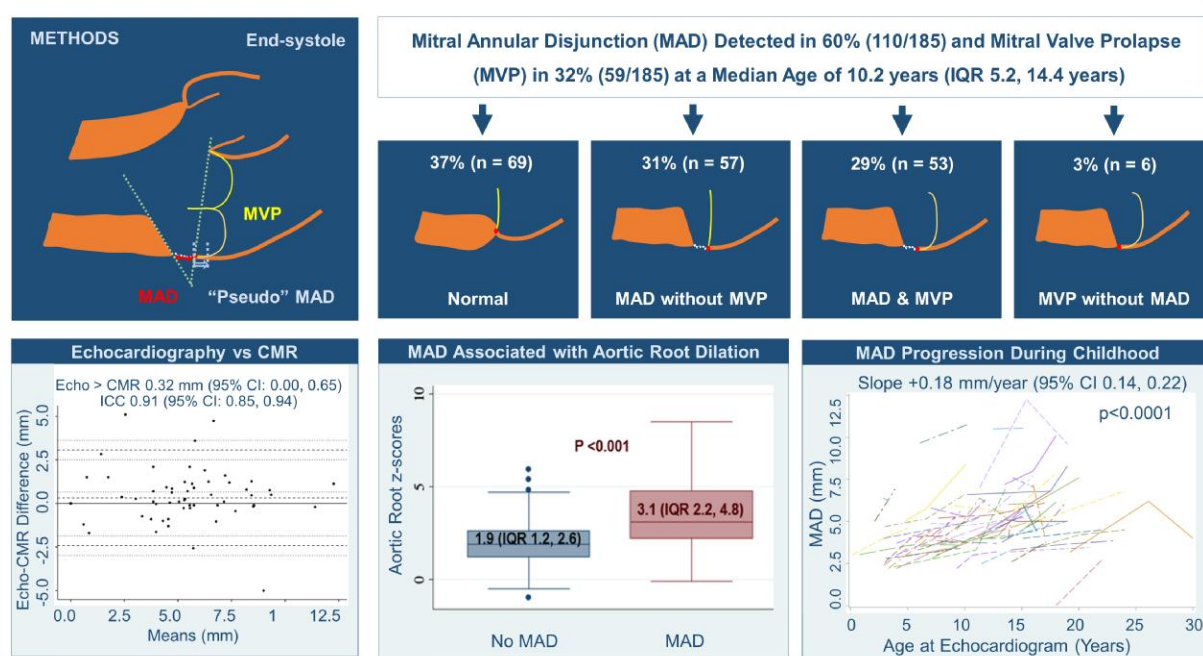 METHODS
End-systole
MVP
MAD
“Pseudo” MAD
Mitral Annular Disjunction (MAD) Detected in 60% (110/185) and Mitral Valve Prolapse
(MVP) in 32% (59/185) at a Median Age of 10.2 years (IQR 5.2, 14.4 years)
37% (n = 69)
Normal
31% (n = 57)
MAD without MVP
29% (n = 53)
MAD & MVP
3% (n = 6)
MVP without MAD
Echocardiography vs CMR
Echo > CMR 0.32 mm (95% CI: 0.00, 0.65)
ICC 0.91 (95% CI: 0.85, 0.94)
Echo-CMR Difference (mm)
5.0
2.5
0.0
-2.5
-5.0
0.0 2.5 5.0 7.5 1 12.5
Means (mm)
MAD Associated with Aortic Root Dilation
Aortic Root z-scores
10
5
0
P <0.001
1.9 (IQR 1.2, 2.6)
3.1 (IQR 2.2, 4.8)
No MAD MAD
MAD Progression During Childhood
Slope +0.18 mm/year (95% CI 0.14, 0.22)
p<0.0001
MAD (mm)
12.5
10.0
7.5
5.0
2.5
0.0
0 5 10 15 20 25 30
Age at Echocardiogram (Years)